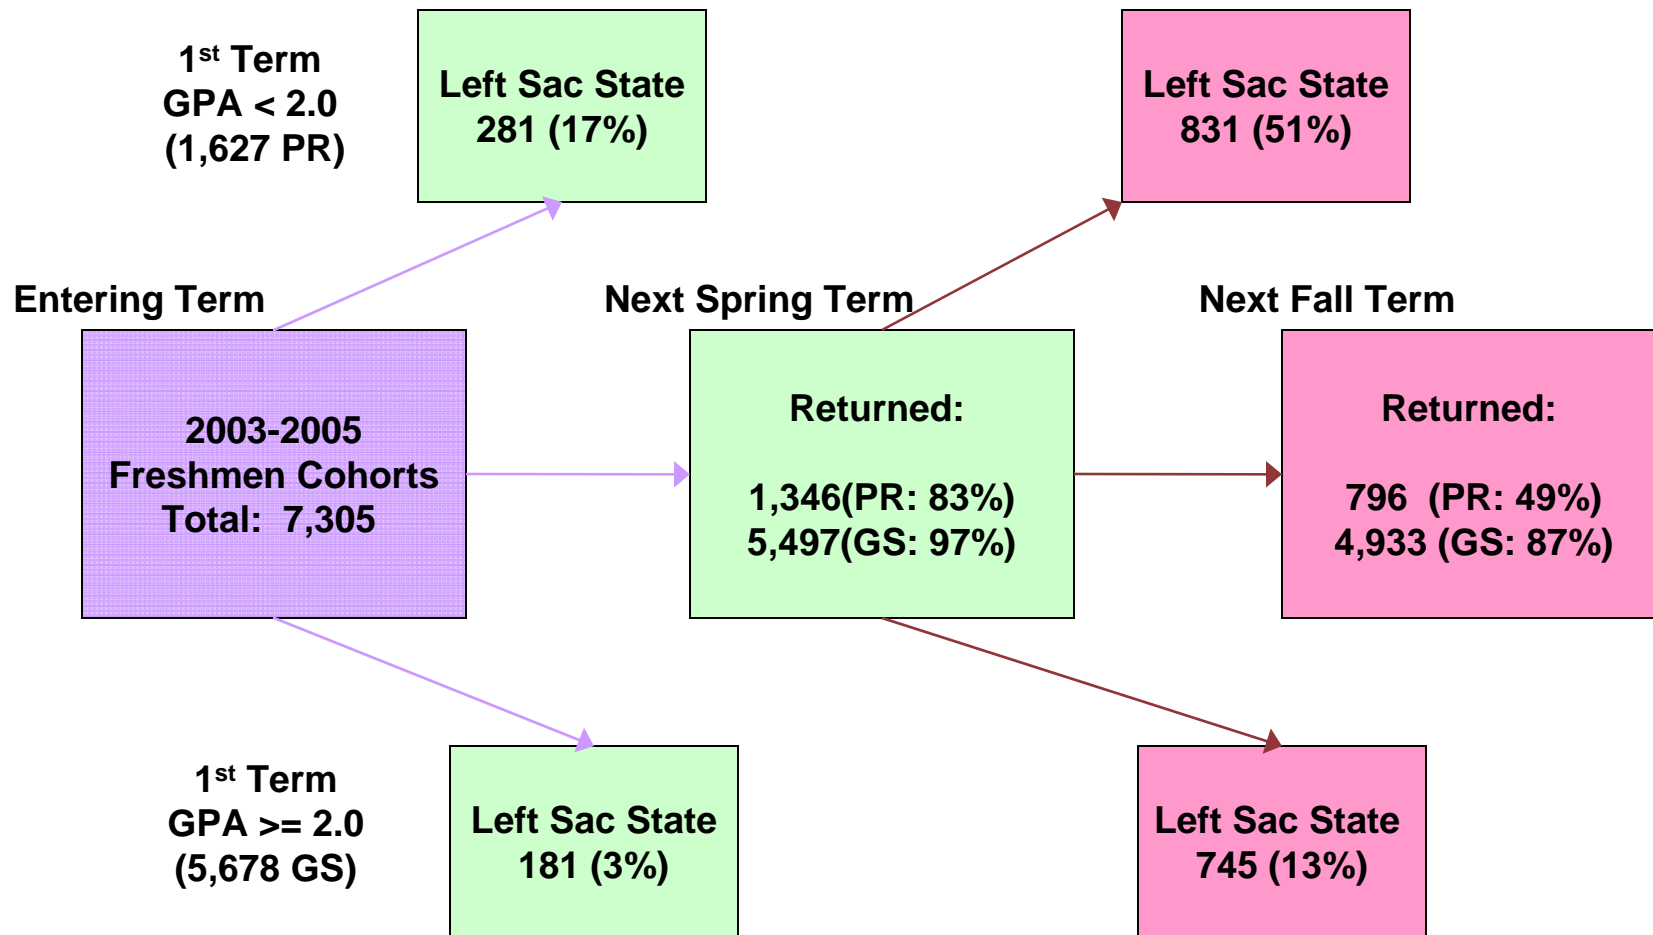 1st Term
GPA < 2.0
(1,627 PR)
Left Sac State
281 (17%)
Left Sac State
831 (51%)
Entering Term
Next Spring Term
Next Fall Term
2003-2005
Freshmen Cohorts
Total: 7,305
Returned:
1,346(PR: 83%)
5,497(GS: 97%)
Returned:
796 (PR: 49%)
4,933 (GS: 87%)
1st Term
GPA >= 2.0
(5,678 GS)
Left Sac State
181 (3%)
Left Sac State
745 (13%)